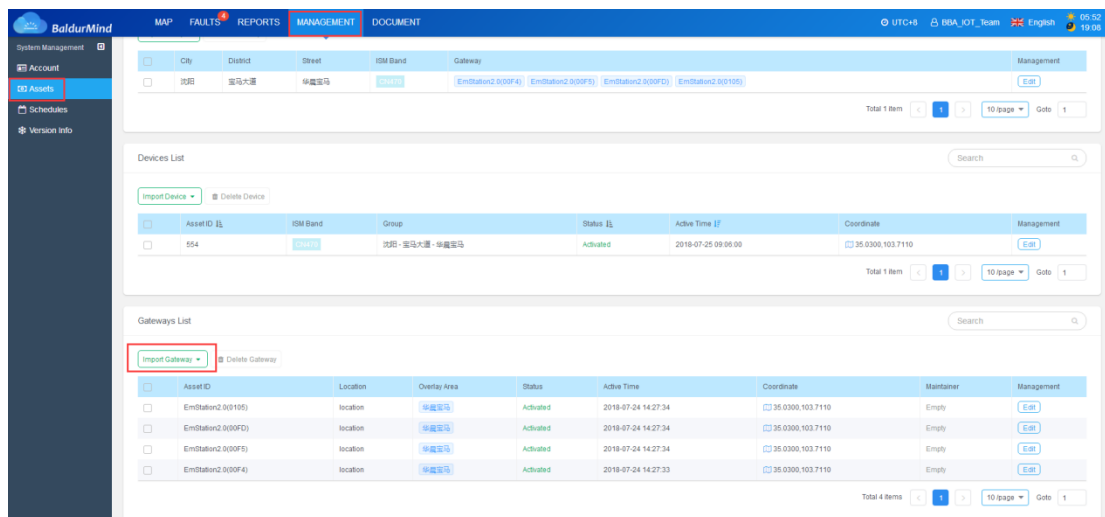 BaldurMind MAP FAULTS 4 REPORTS MANAGEMENT DOCUMENT UTC+8 BBA_IOT_Team English 05:52 19:08
System Management
Account
Assets
Schedules
Version Info
City District Street ISM Band Gateway Management
沈阳 宝马大道 华晨宝马 CN470 EmStation2.0(00F4) EmStation2.0(00F5) EmStation2.0(00FD) EmStation2.0(0105) Edit
Total 1 item < 1 > 10 /page Goto 1
Devices List Search
Import Device Delete Device
Asset ID ISM Band Group Status Active Time Coordinate Management
554 CN470 沈阳 - 宝马大道 - 华晨宝马 Activated 2018-07-25 09:06:00 35.0300,103.7110 Edit
Total 1 item < 1 > 10 /page Goto 1
Gateways List Search
Import Gateway Delete Gateway
Asset ID Location Overlay Area Status Active Time Coordinate Maintainer Management
EmStation2.0(0105) location 华晨宝马 Activated 2018-07-24 14:27:34 35.0300,103.7110 Empty Edit
EmStation2.0(00FD) location 华晨宝马 Activated 2018-07-24 14:27:34 35.0300,103.7110 Empty Edit
EmStation2.0(00F5) location 华晨宝马 Activated 2018-07-24 14:27:34 35.0300,103.7110 Empty Edit
EmStation2.0(00F4) location 华晨宝马 Activated 2018-07-24 14:27:33 35.0300,103.7110 Empty Edit
Total 4 items < 1 > 10 /page Goto 1